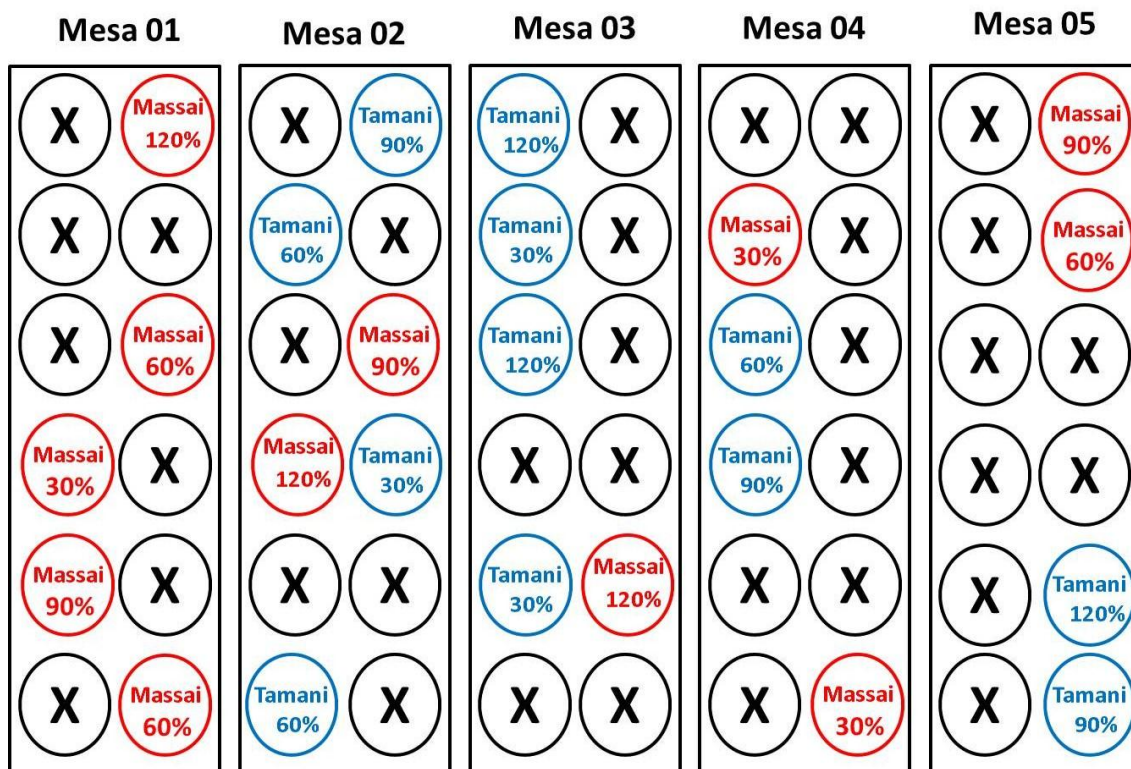 Mesa 01
Mesa 02
Mesa 03
Mesa 04
Mesa 05
X
Massai
120%
X
Tamani
90%
Tamani
120%
X
X
X
X
Massai
90%
X
X
Tamani
60%
X
Tamani
30%
X
Massai
30%
X
X
Massai
60%
X
Massai
60%
X
Massai
90%
Tamani
120%
X
Tamani
60%
X
X
X
Massai
30%
X
Massai
120%
Tamani
30%
X
X
Tamani
90%
X
X
X
Massai
90%
X
X
X
Tamani
30%
Massai
120%
X
X
X
Tamani
120%
X
Massai
60%
Tamani
60%
X
X
X
X
Massai
30%
X
Tamani
90%